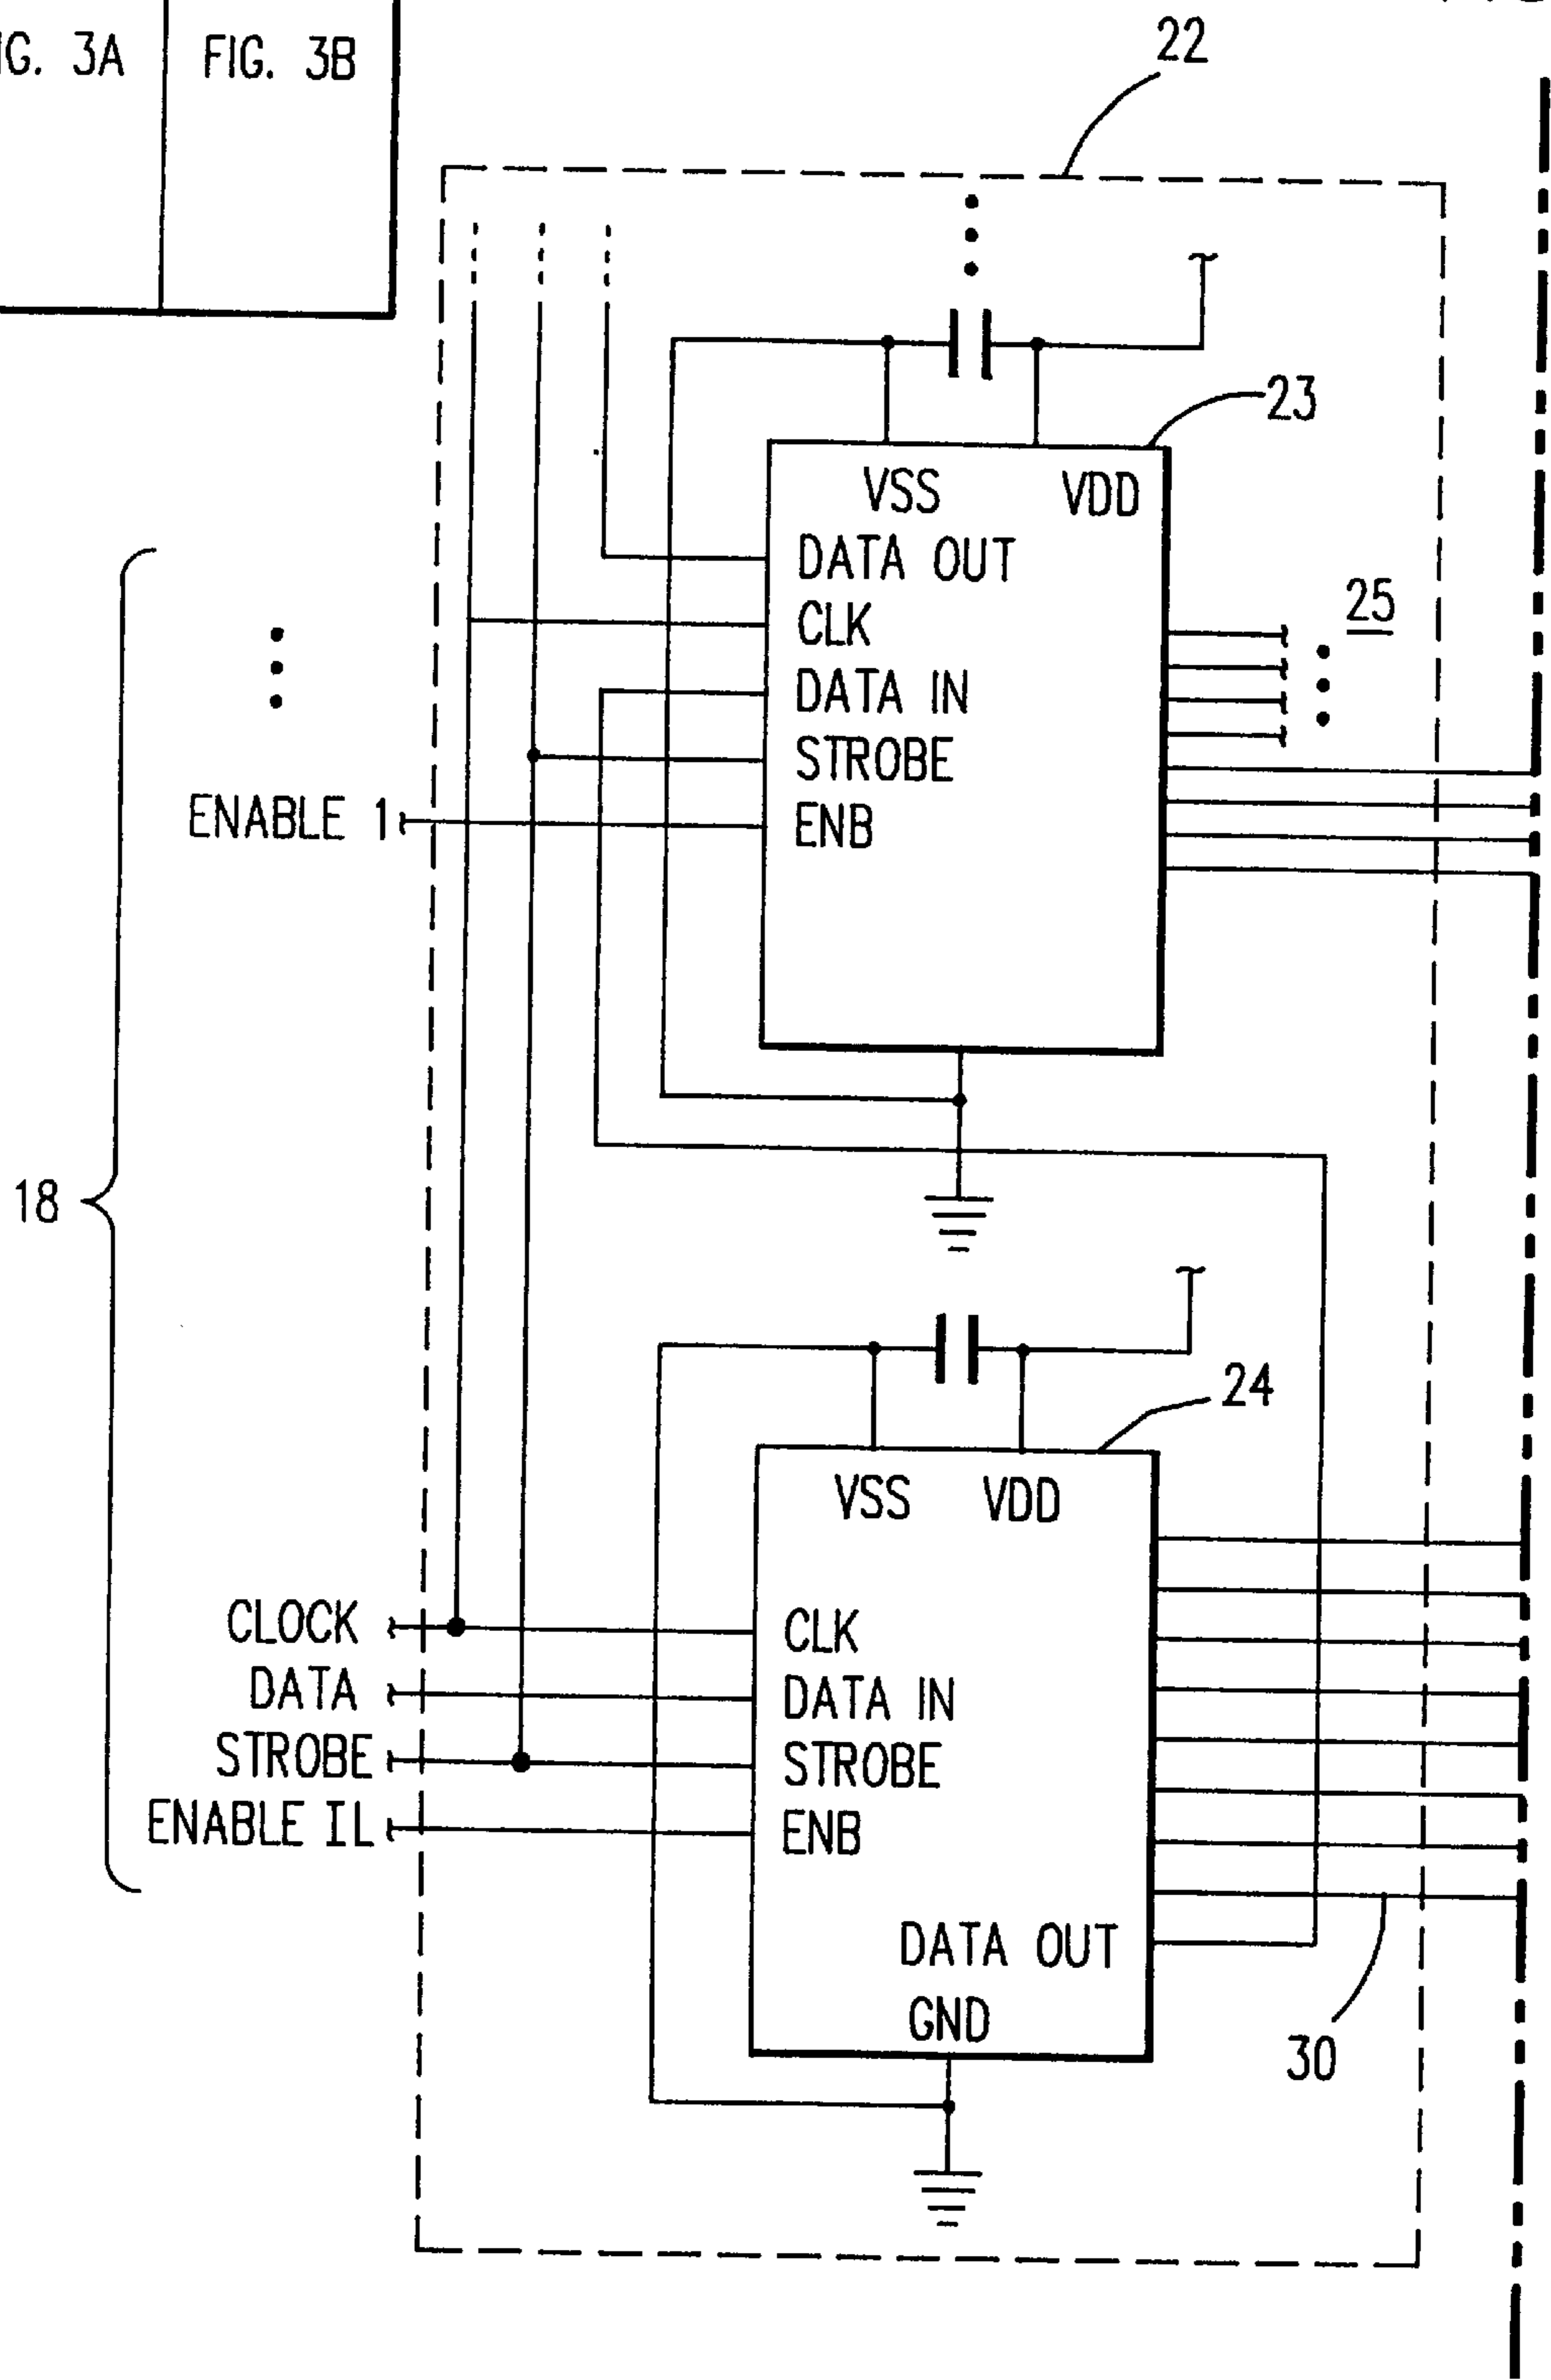 IG. 3A
FIG. 3B
22
23
VSS
VDD
DATA OUT
CLK
DATA IN
STROBE
ENB
25
ENABLE 1
18
24
VSS
VDD
CLOCK
DATA
STROBE
ENABLE IL
CLK
DATA IN
STROBE
ENB
DATA OUT
GND
30